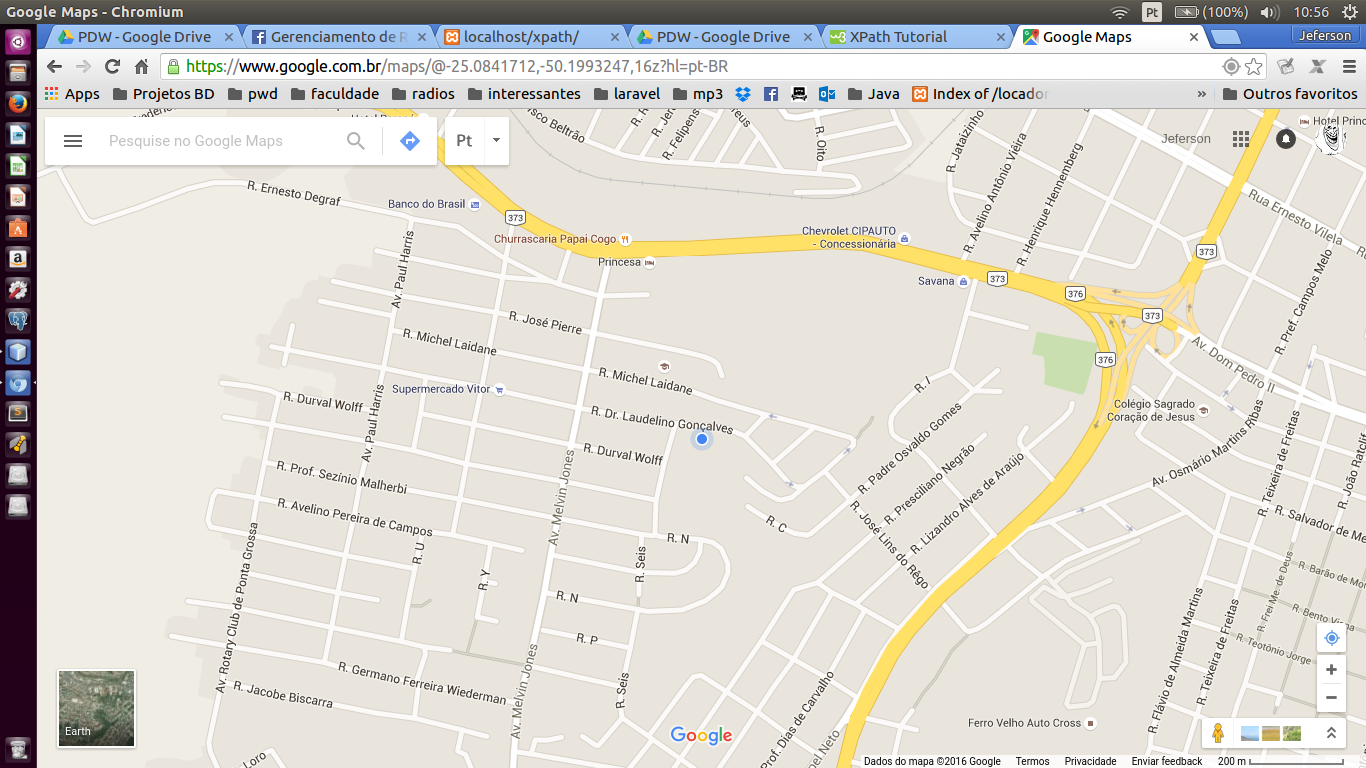 Google Maps - Chromium
Pt
(100%)
10:56
PDW - Google Drive
Gerenciamento de R
localhost/xpath/
PDW - Google Drive
XPath Tutorial
Google Maps
Jeferson
https://www.google.com.br/maps/@-25.0841712,-50.1993247,16z?hl=pt-BR
Apps
Projetos BD
pwd
faculdade
radios
interessantes
laravel
mp3
Java
Index of /locador
»
Outros favoritos
Pesquise no Google Maps
Pt
Jeferson
Hotel Princ
R. Ernesto Degraf
Banco do Brasil
373
Churrascaria Papai Cogo
Princesa
Chevrolet CIPAUTO
- Concessionária
Savana
373
376
373
373
376
R. Oito
R. Felipens
R. Jataizinho
R. Avelino Antônio Vieira
R. Henrique Hennemberg
Rua Ernesto Vilela
R. Pref. Campos Melo
Av. Dom Pedro II
Av. Paul Harris
R. José Pierre
R. Michel Laidane
R. Michel Laidane
Supermercado Vitor
R. Durval Wolff
Av. Paul Harris
R. Dr. Laudelino Gonçalves
R. Durval Wolff
R. I
R. Padre Osvaldo Gomes
Colégio Sagrado
Coração de Jesus
R. Presciliano Negrão
R. Lizandro Alves de Araújo
R. José Lins do Rêgo
Av. Osmário Martins Ribas
R. Teixeira de Freitas
R. João Ratclif
R. Salvador de Me
R. Prof. Sezínio Malherbi
R. Avelino Pereira de Campos
Av. Melvin Jones
R. C
R. N
R. U
R. Y
R. Seis
R. N
R. P
Av. Rotary Club de Ponta Grossa
R. Germano Ferreira Wiederman
R. Jacobe Biscarra
Av. Melvin Jones
R. Seis
Prof. Dias de Carvalho
R. Barão de Mor
R. Frei Me. de Deus
R. Bento Viana
R. Teotônio Jorge
R. Flávio de Almeida Martins
R. Teixeira de Freitas
Ferro Velho Auto Cross
Loro
Earth
Google
Dados do mapa ©2016 Google
Termos
Privacidade
Enviar feedback
200 m